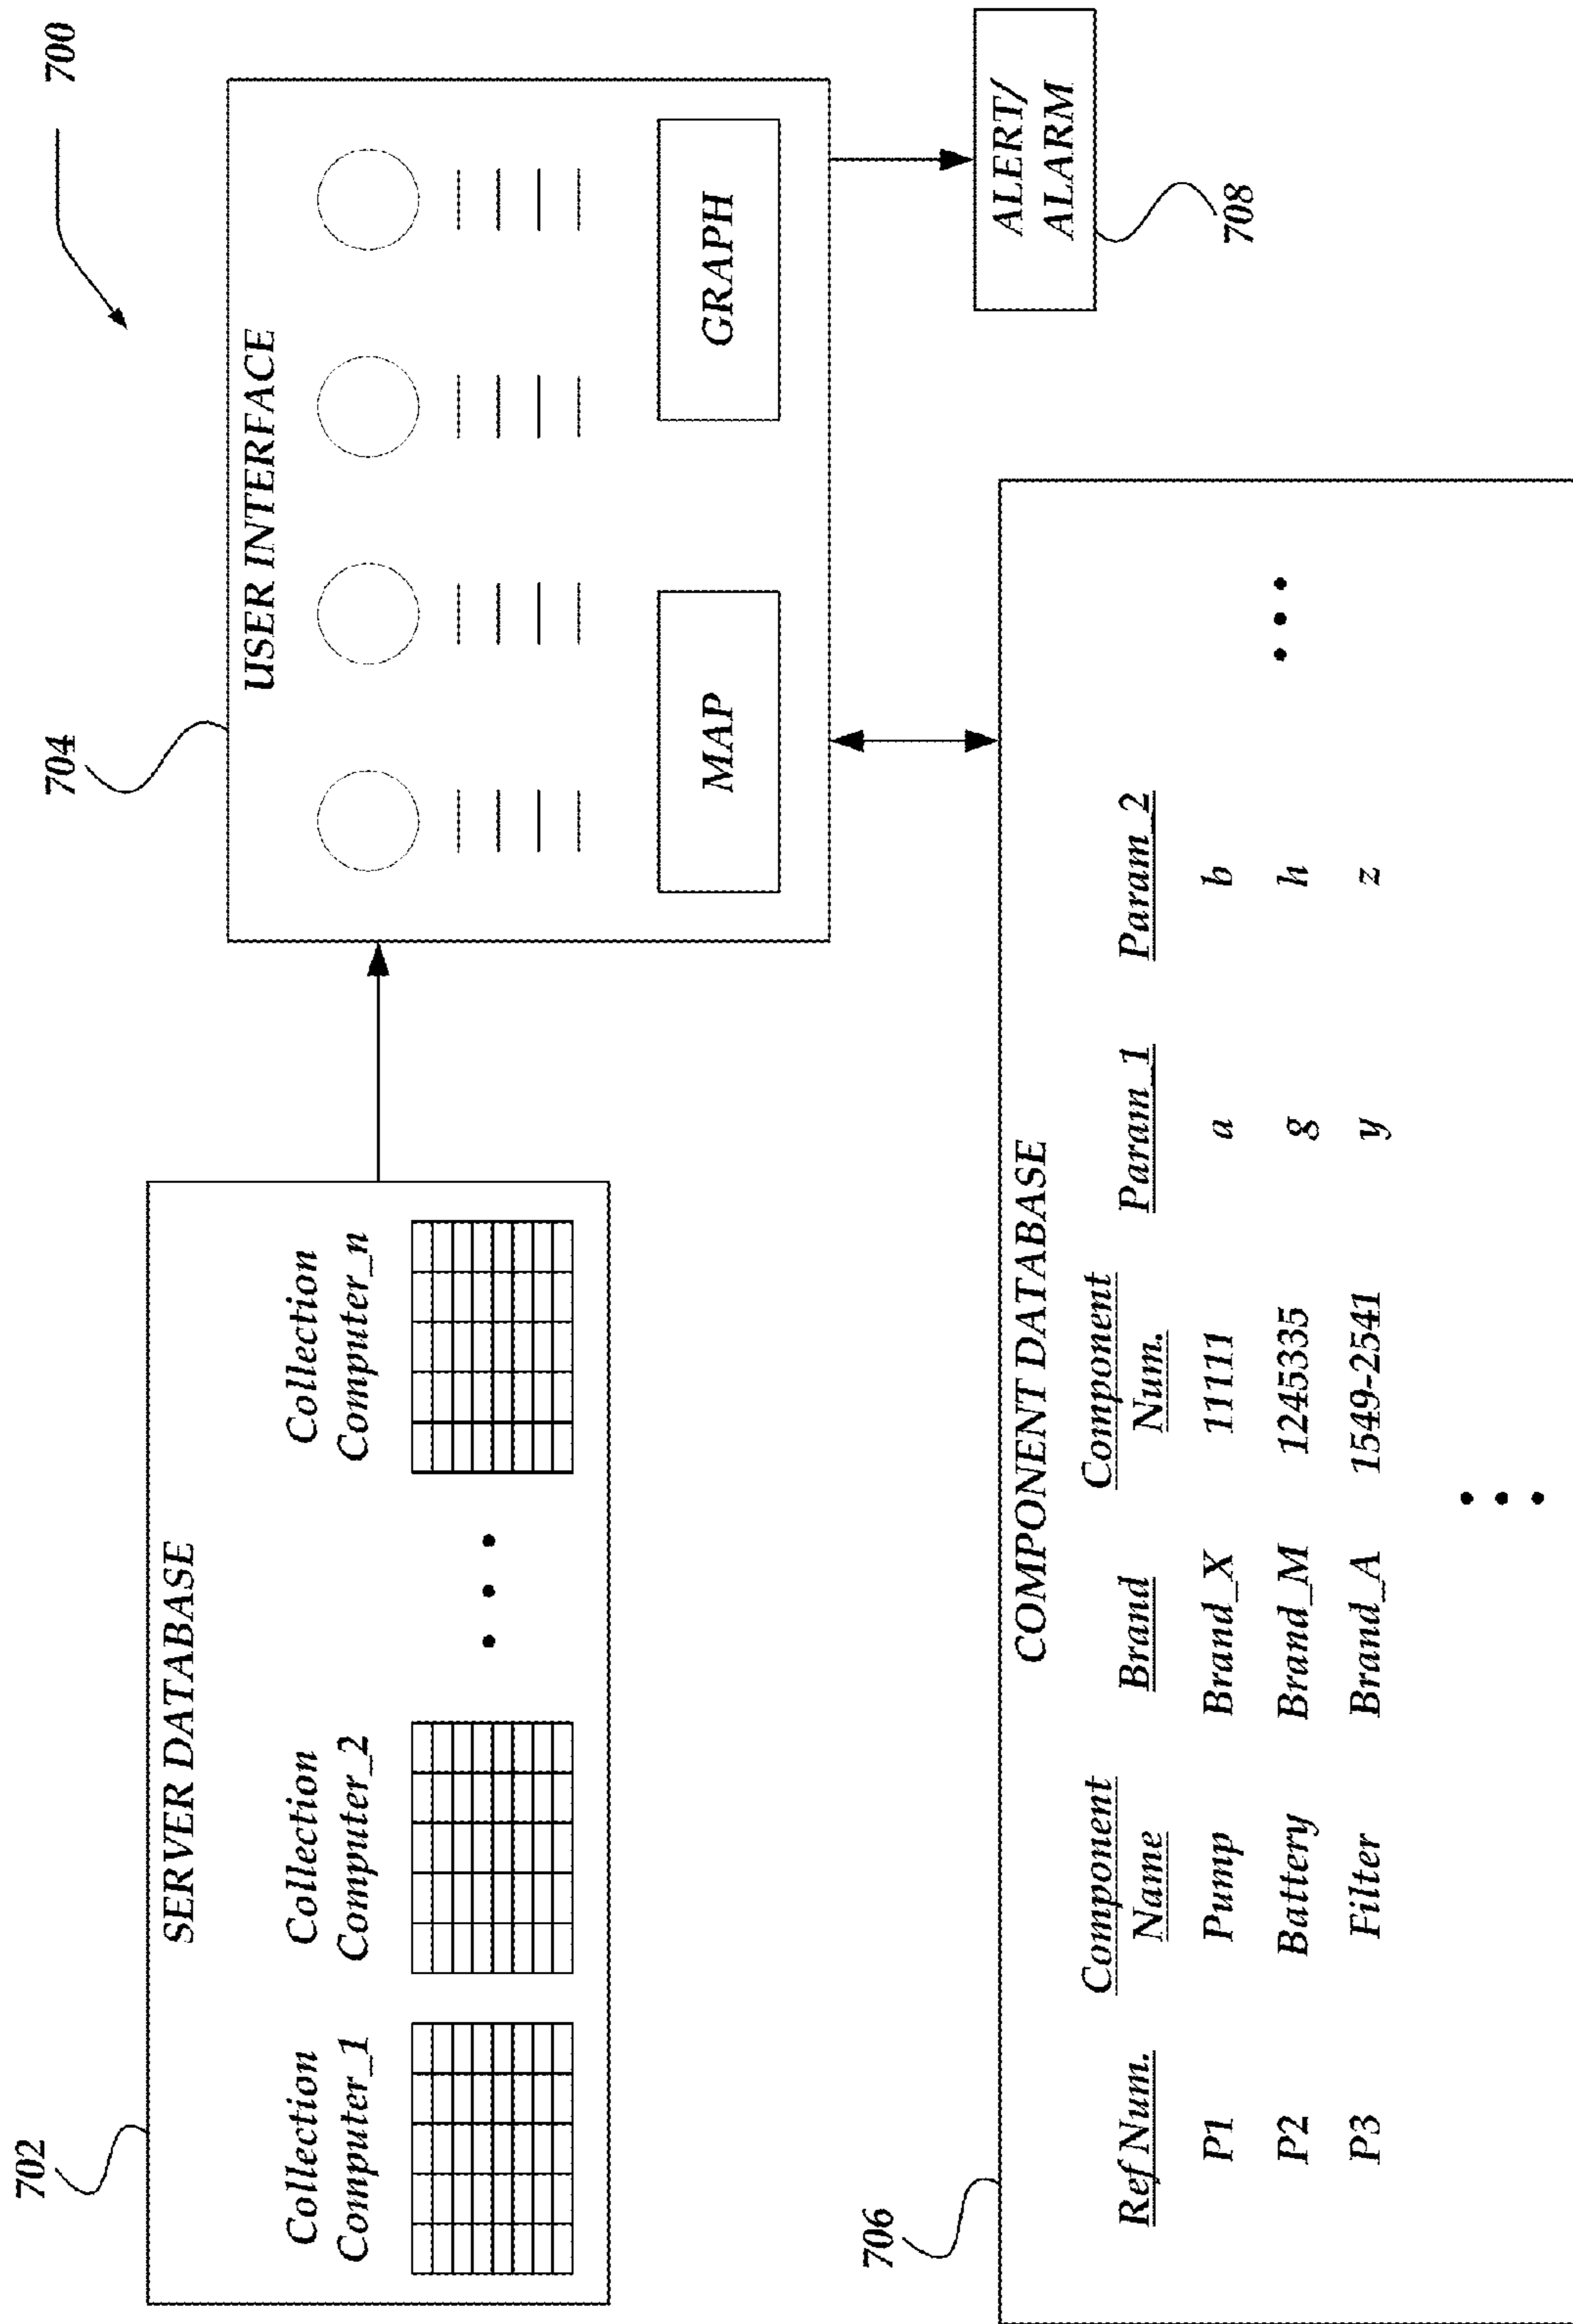 700
702
SERVER DATABASE
Collection
Computer_1
Collection
Computer_2
Collection
Computer_n
704
USER INTERFACE
MAP
GRAPH
ALERT/
ALARM
708
706
COMPONENT DATABASE
Ref Num. Component Name Brand Component Num. Param_1 Param_2
P1 Pump Brand_X 11111 a b
P2 Battery Brand_M 1245335 g h
P3 Filter Brand_A 1549-2541 y z